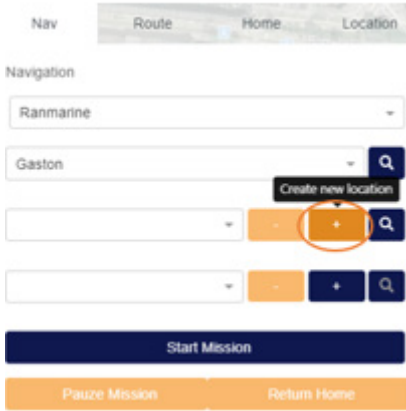 Nav Route Home Location
Navigation
Ranmarine
Gaston
Create new location
- +
- +
Start Mission
Pauze Mission Return Home